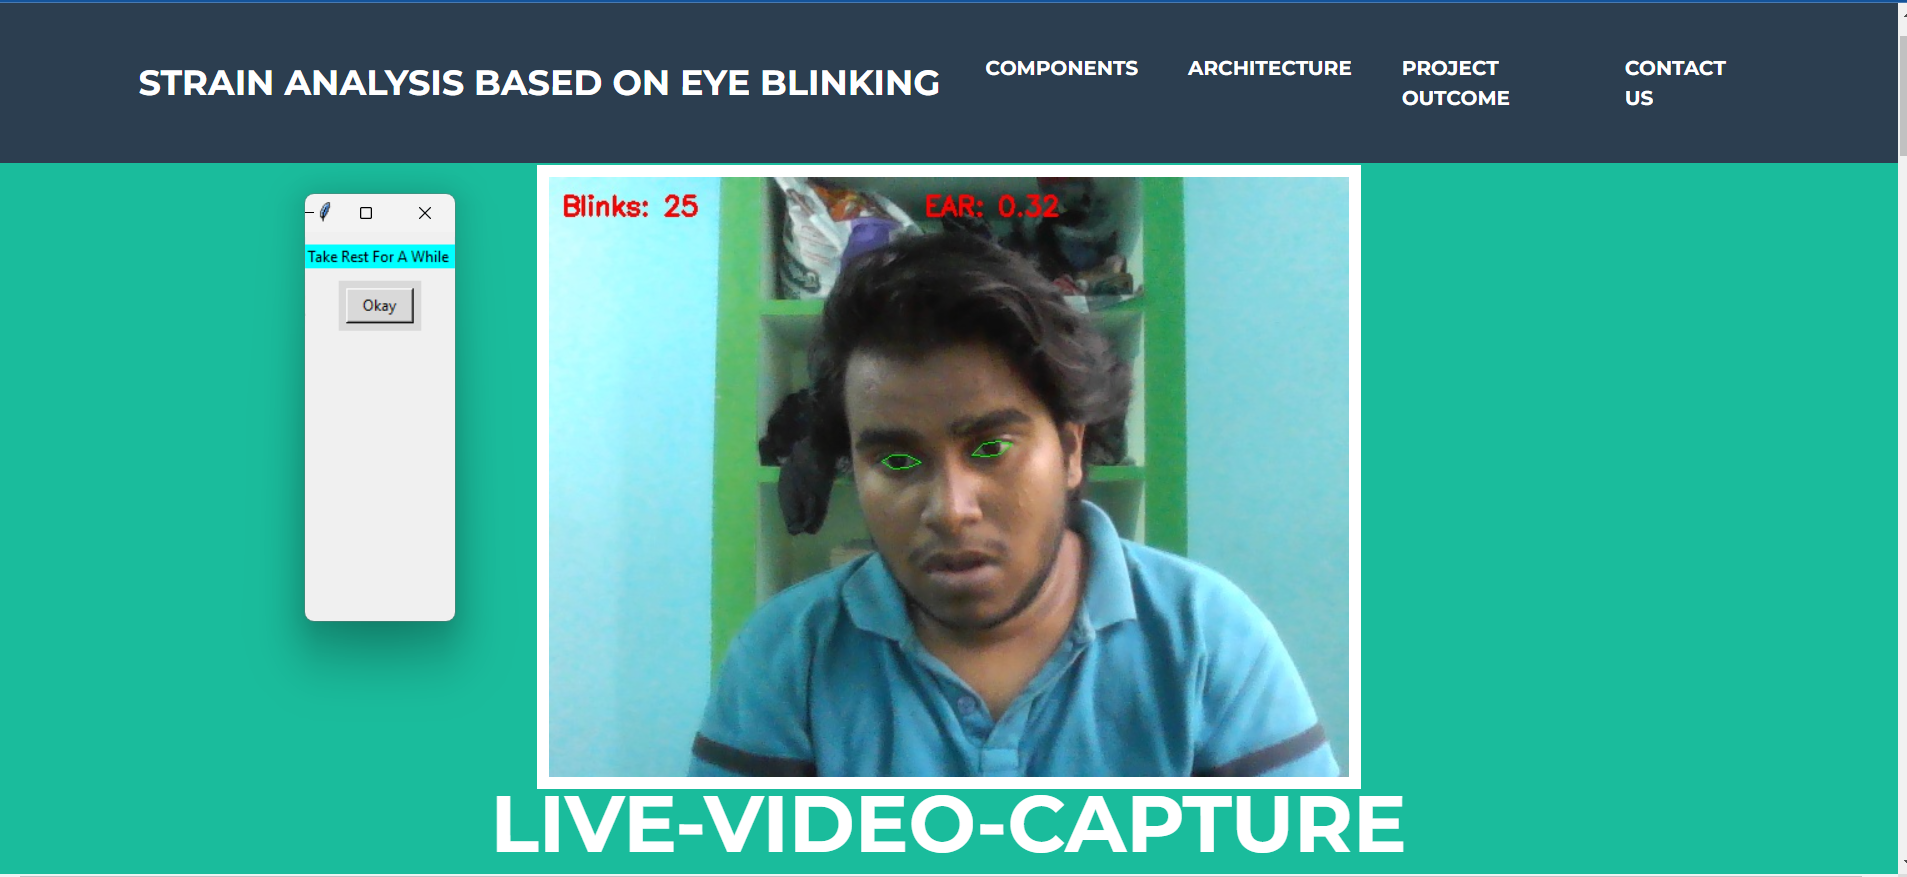 STRAIN ANALYSIS BASED ON EYE BLINKING
COMPONENTS
ARCHITECTURE
PROJECT
OUTCOME
CONTACT
US
Take Rest For A While
Okay
Blinks: 25
EAR: 0.32
LIVE-VIDEO-CAPTURE